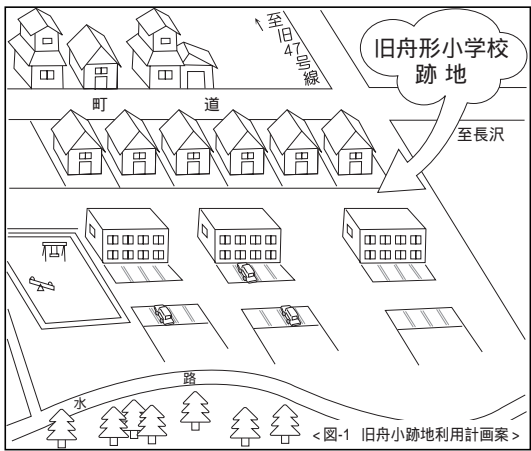 ↑至旧47号線
旧舟形小学校
跡地
町道
至長沢
水路
<図-1 旧舟小跡地利用計画案>